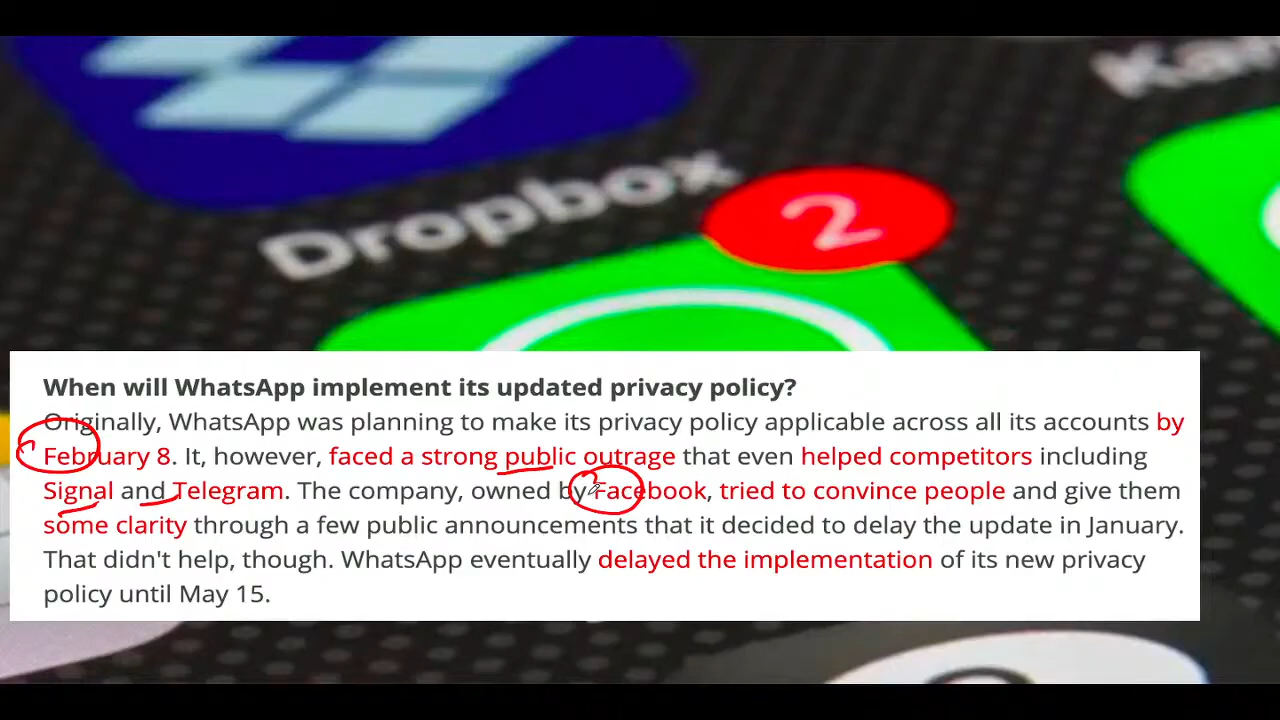 Kal
Dropbox
2
When will WhatsApp implement its updated privacy policy?
Originally, WhatsApp was planning to make its privacy policy applicable across all its accounts by
February 8. It, however, faced a strong public outrage that even helped competitors including
Signal and Telegram. The company, owned by Facebook, tried to convince people and give them
some clarity through a few public announcements that it decided to delay the update in January.
That didn't help, though. WhatsApp eventually delayed the implementation of its new privacy
policy until May 15.